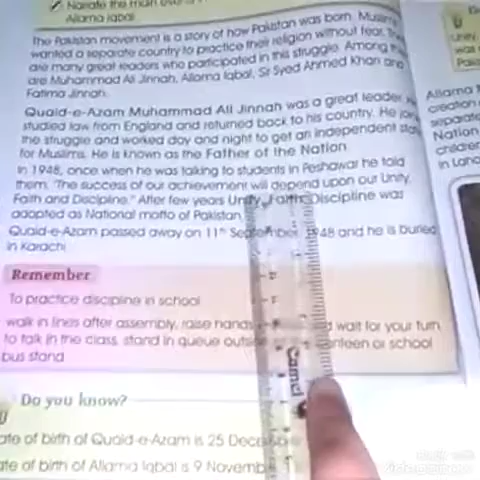 Narrate the main
Allama Iqbal
The Pakistan movement is a story of how Pakistan was born. Muslims
wanted a separate country to practice their religion without fear.
are many great leaders who participated in this struggle. Among
are Muhammad Ali Jinnah, Allama Iqbal, Sir Syed Ahmed Khan and
Fatima Jinnah.
Quaid-e-Azam Muhammad Ali Jinnah was a great leader.
studied law from England and returned back to his country. He
the struggle and worked day and night to get an independent
for Muslims. He is known as the Father of the Nation.
In 1948, once when he was talking to students in Peshawar he told
them, "The success of our achievement will depend upon our Unity,
Faith and Discipline." After few years Unity, Faith, Discipline was
adopted as National motto of Pakistan.
Quaid-e-Azam passed away on 11th September 1948 and he is buried
in Karachi
Remember
To practice discipline in school
walk in lines after assembly, raise hands wait for your turn
to talk in the class, stand in queue canteen or school
bus stand
Do you know?
ate of birth of Quaid-e-Azam is 25
ate of birth of Allama Iqbal is 9
Camel
Unity
was
Allama
creation
separate
Nation
children